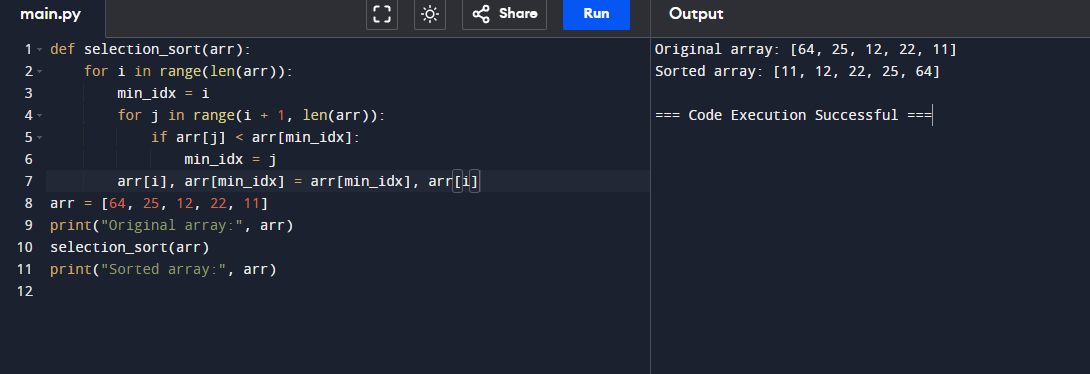 main.py
Share
Run
Output
1 def selection_sort(arr):
2     for i in range(len(arr)):
3         min_idx = i
4         for j in range(i + 1, len(arr)):
5             if arr[j] < arr[min_idx]:
6                 min_idx = j
7         arr[i], arr[min_idx] = arr[min_idx], arr[i]
8 arr = [64, 25, 12, 22, 11]
9 print("Original array:", arr)
10 selection_sort(arr)
11 print("Sorted array:", arr)
12
Original array: [64, 25, 12, 22, 11]
Sorted array: [11, 12, 22, 25, 64]
=== Code Execution Successful ===